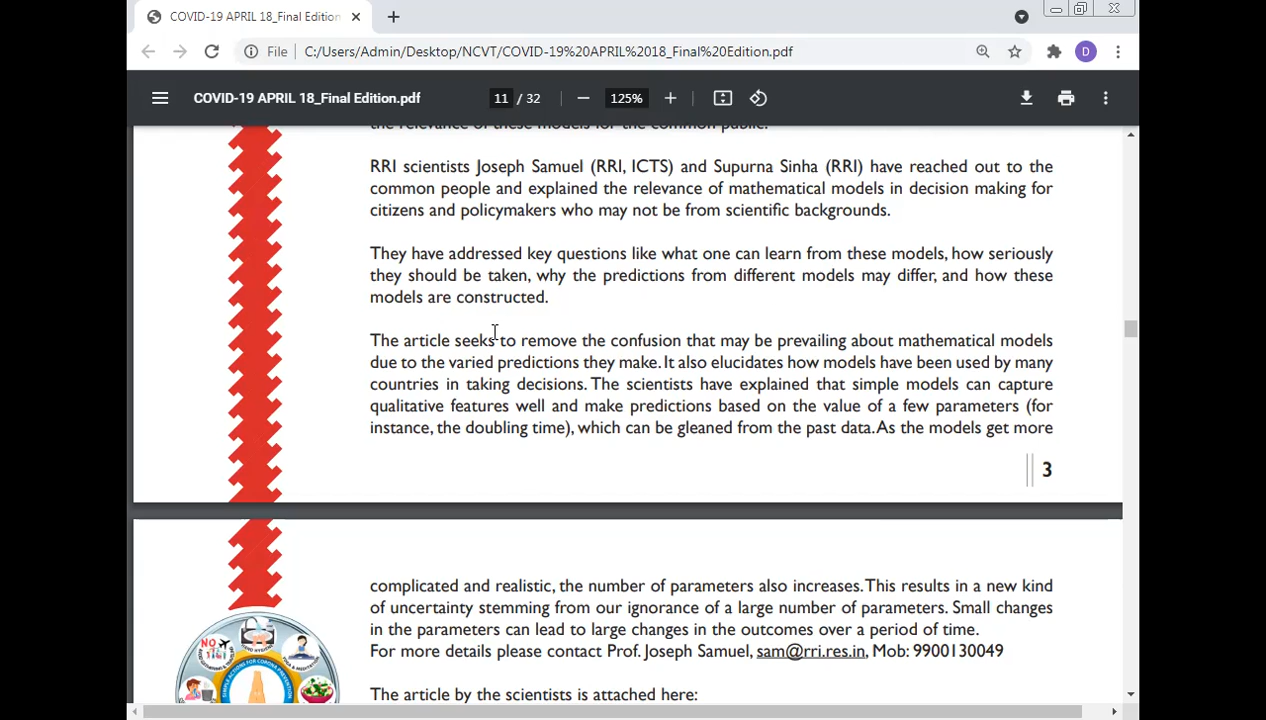 COVID-19 APRIL 18_Final Edition
File
C:/Users/Admin/Desktop/NCVT/COVID-19%20APRIL%2018_Final%20Edition.pdf
D
COVID-19 APRIL 18_Final Edition.pdf
11 / 32
125%
the relevance of these models for the common public.
RRI scientists Joseph Samuel (RRI, ICTS) and Supurna Sinha (RRI) have reached out to the
common people and explained the relevance of mathematical models in decision making for
citizens and policymakers who may not be from scientific backgrounds.
They have addressed key questions like what one can learn from these models, how seriously
they should be taken, why the predictions from different models may differ, and how these
models are constructed.
The article seeks to remove the confusion that may be prevailing about mathematical models
due to the varied predictions they make. It also elucidates how models have been used by many
countries in taking decisions. The scientists have explained that simple models can capture
qualitative features well and make predictions based on the value of a few parameters (for
instance, the doubling time), which can be gleaned from the past data. As the models get more
3
complicated and realistic, the number of parameters also increases. This results in a new kind
of uncertainty stemming from our ignorance of a large number of parameters. Small changes
in the parameters can lead to large changes in the outcomes over a period of time.
For more details please contact Prof. Joseph Samuel, sam@rri.res.in, Mob: 9900130049
NO
The article by the scientists is attached here: